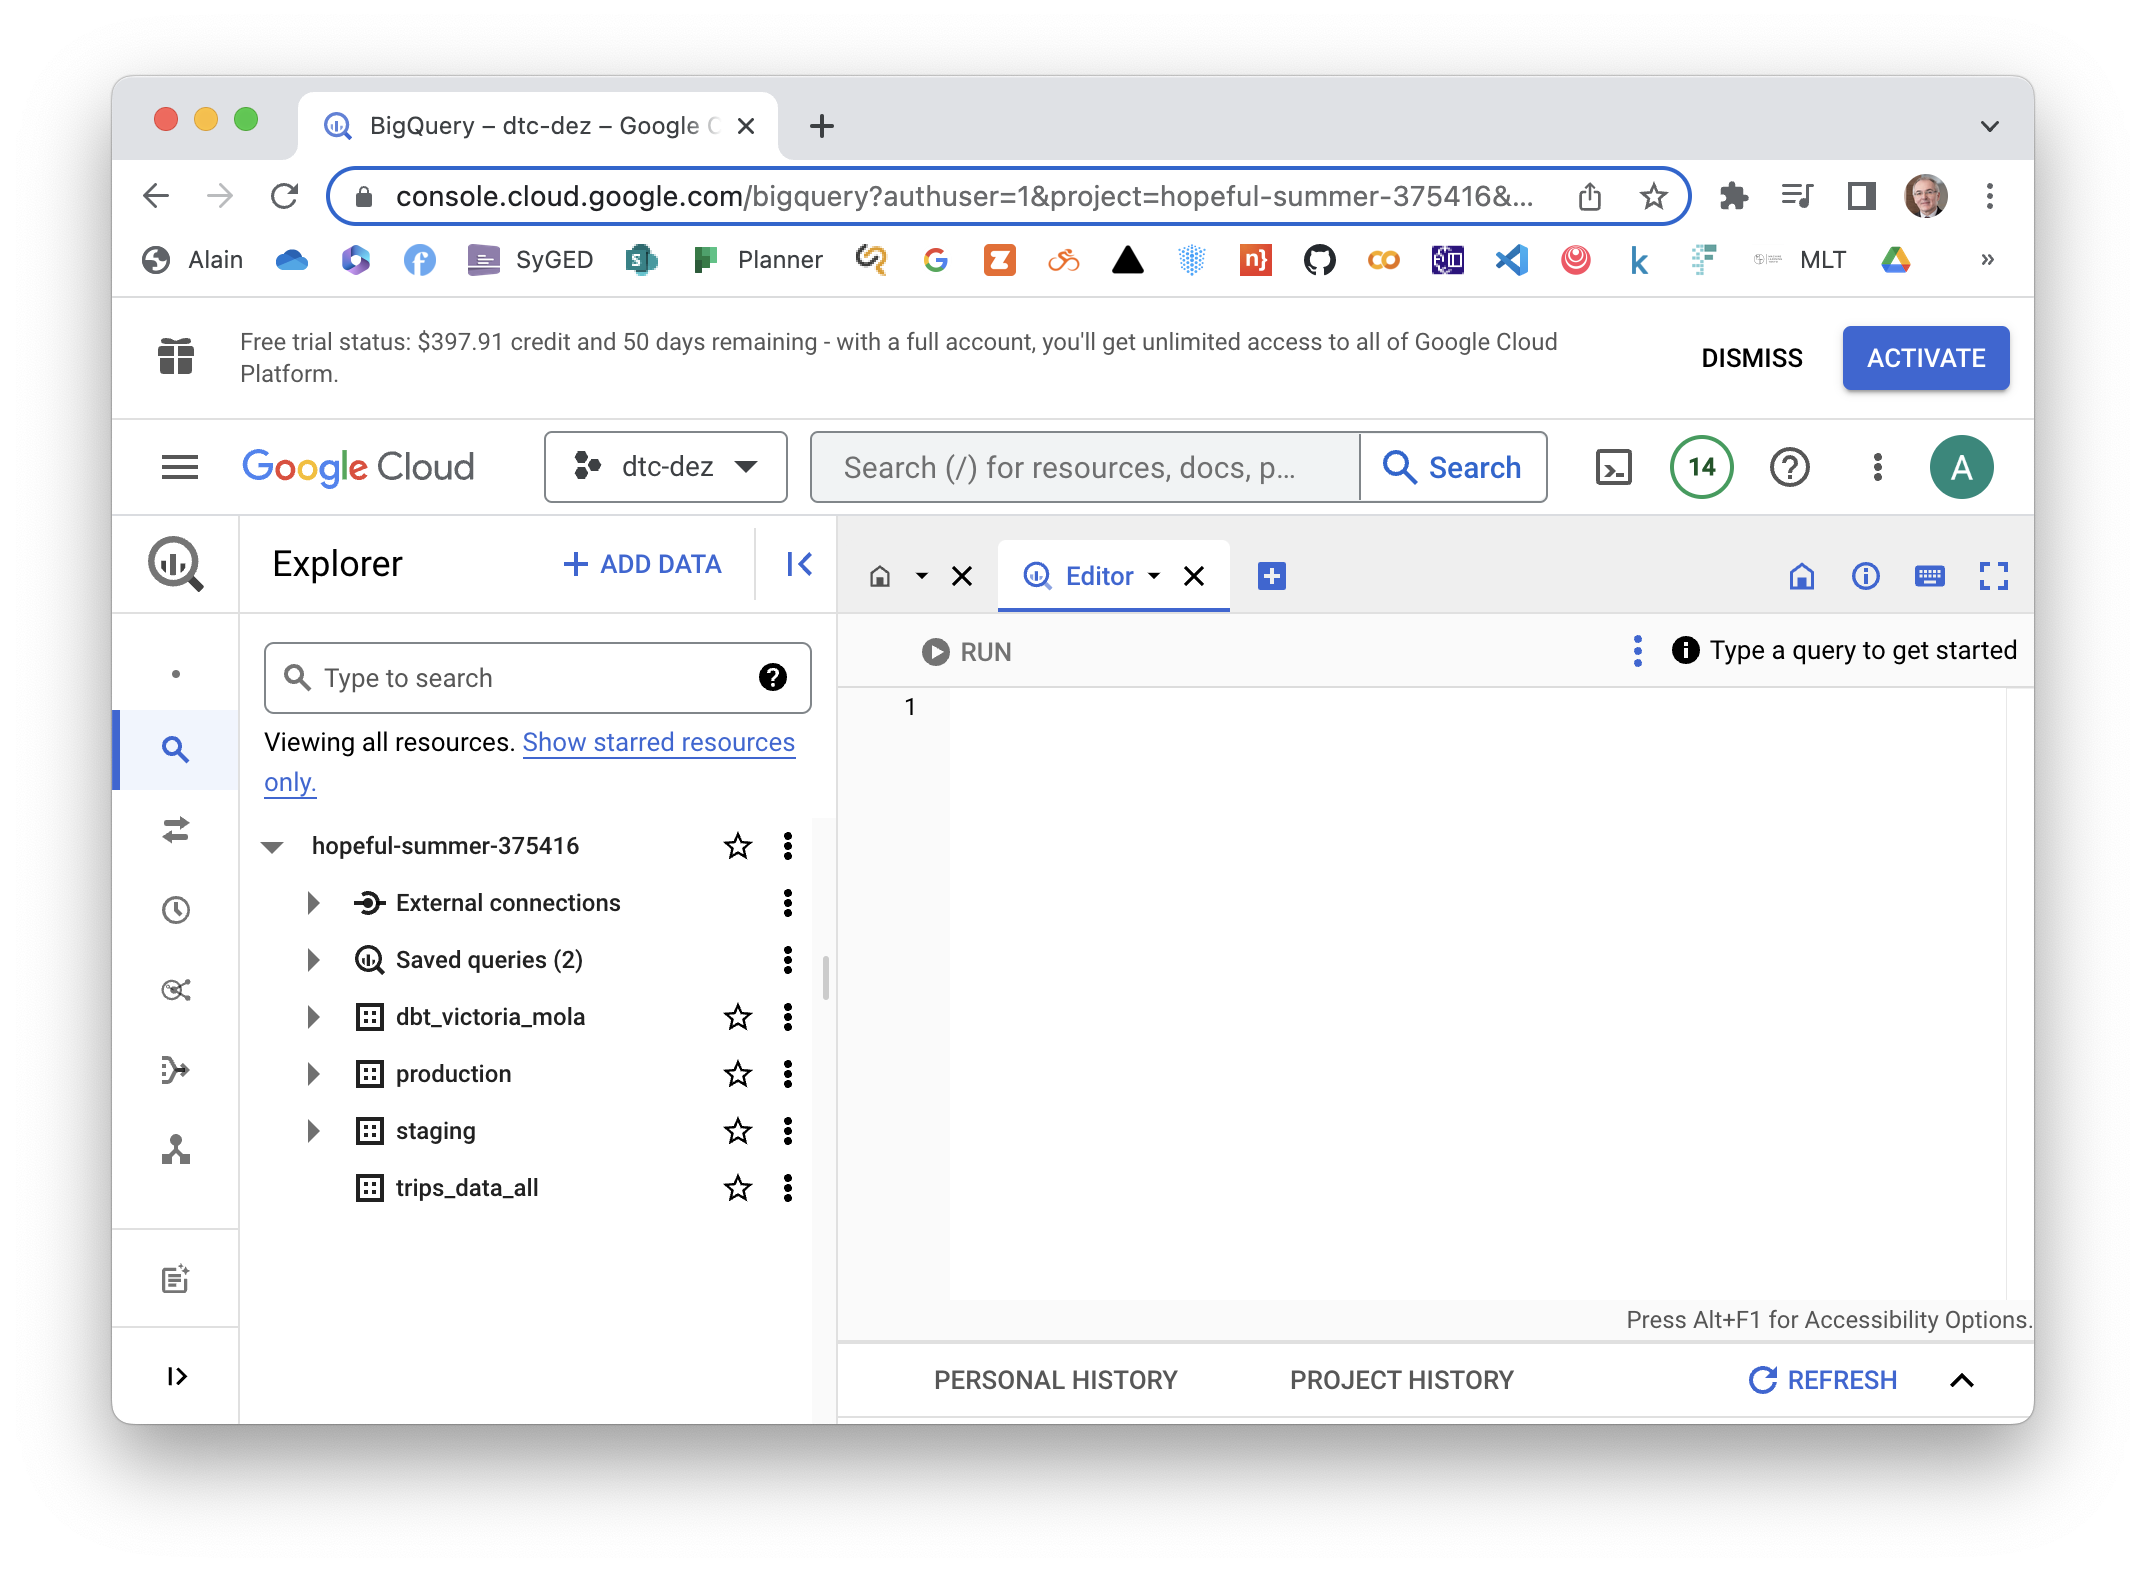 BigQuery – dtc-dez – Google C
console.cloud.google.com/bigquery?authuser=1&project=hopeful-summer-375416&...
Alain
SyGED
Planner
MLT
»
Free trial status: $397.91 credit and 50 days remaining - with a full account, you'll get unlimited access to all of Google Cloud
Platform.
DISMISS
ACTIVATE
Google Cloud
dtc-dez
Search (/) for resources, docs, p...
Search
14
A
Explorer
+ ADD DATA
Editor
Type to search
Viewing all resources. Show starred resources
only.
RUN
Type a query to get started
1
hopeful-summer-375416
External connections
Saved queries (2)
dbt_victoria_mola
production
staging
trips_data_all
Press Alt+F1 for Accessibility Options.
PERSONAL HISTORY
PROJECT HISTORY
REFRESH